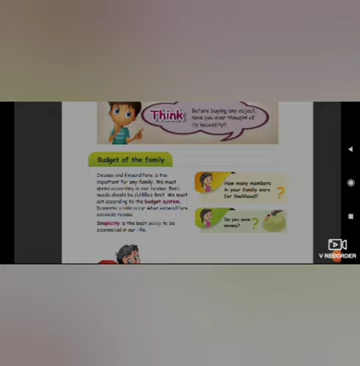 Think
Before buying any object,
have you ever thought of
its necessity?
Budget of the family
Income and Expenditure is the
important for any family. We must
spend according to our income. Basic
needs should be fulfilled first. We must
act according to the budget system.
Economic crisis occur when expenditure
exceeds income.
Simplicity is the best policy to be
economical in our life.
How many members
in your family work
for livelihood?
?
Do you save
money?
?
V RECORDER